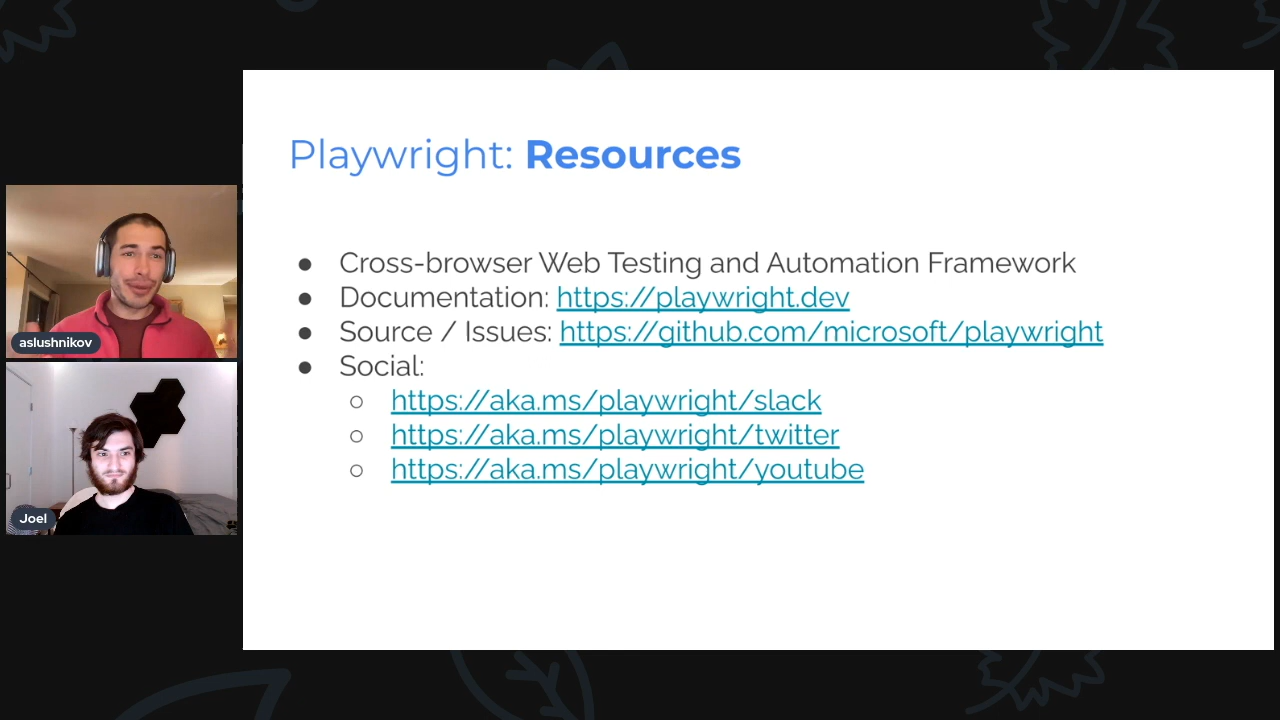 Playwright: Resources
● Cross-browser Web Testing and Automation Framework
● Documentation: https://playwright.dev
● Source / Issues: https://github.com/microsoft/playwright
● Social:
○ https://aka.ms/playwright/slack
○ https://aka.ms/playwright/twitter
○ https://aka.ms/playwright/youtube
aslushnikov
Joel